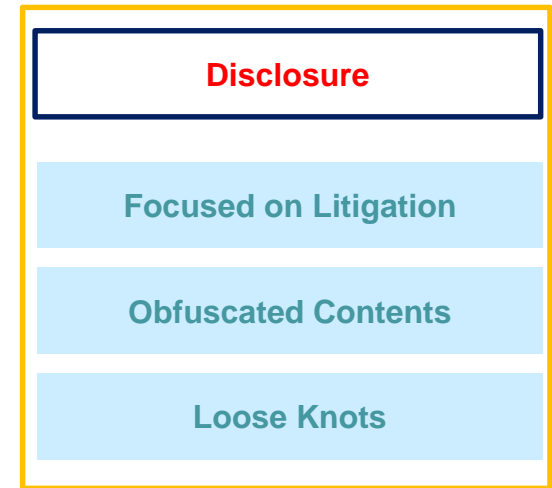 Disclosure
Focused on Litigation
Obfuscated Contents
Loose Knots